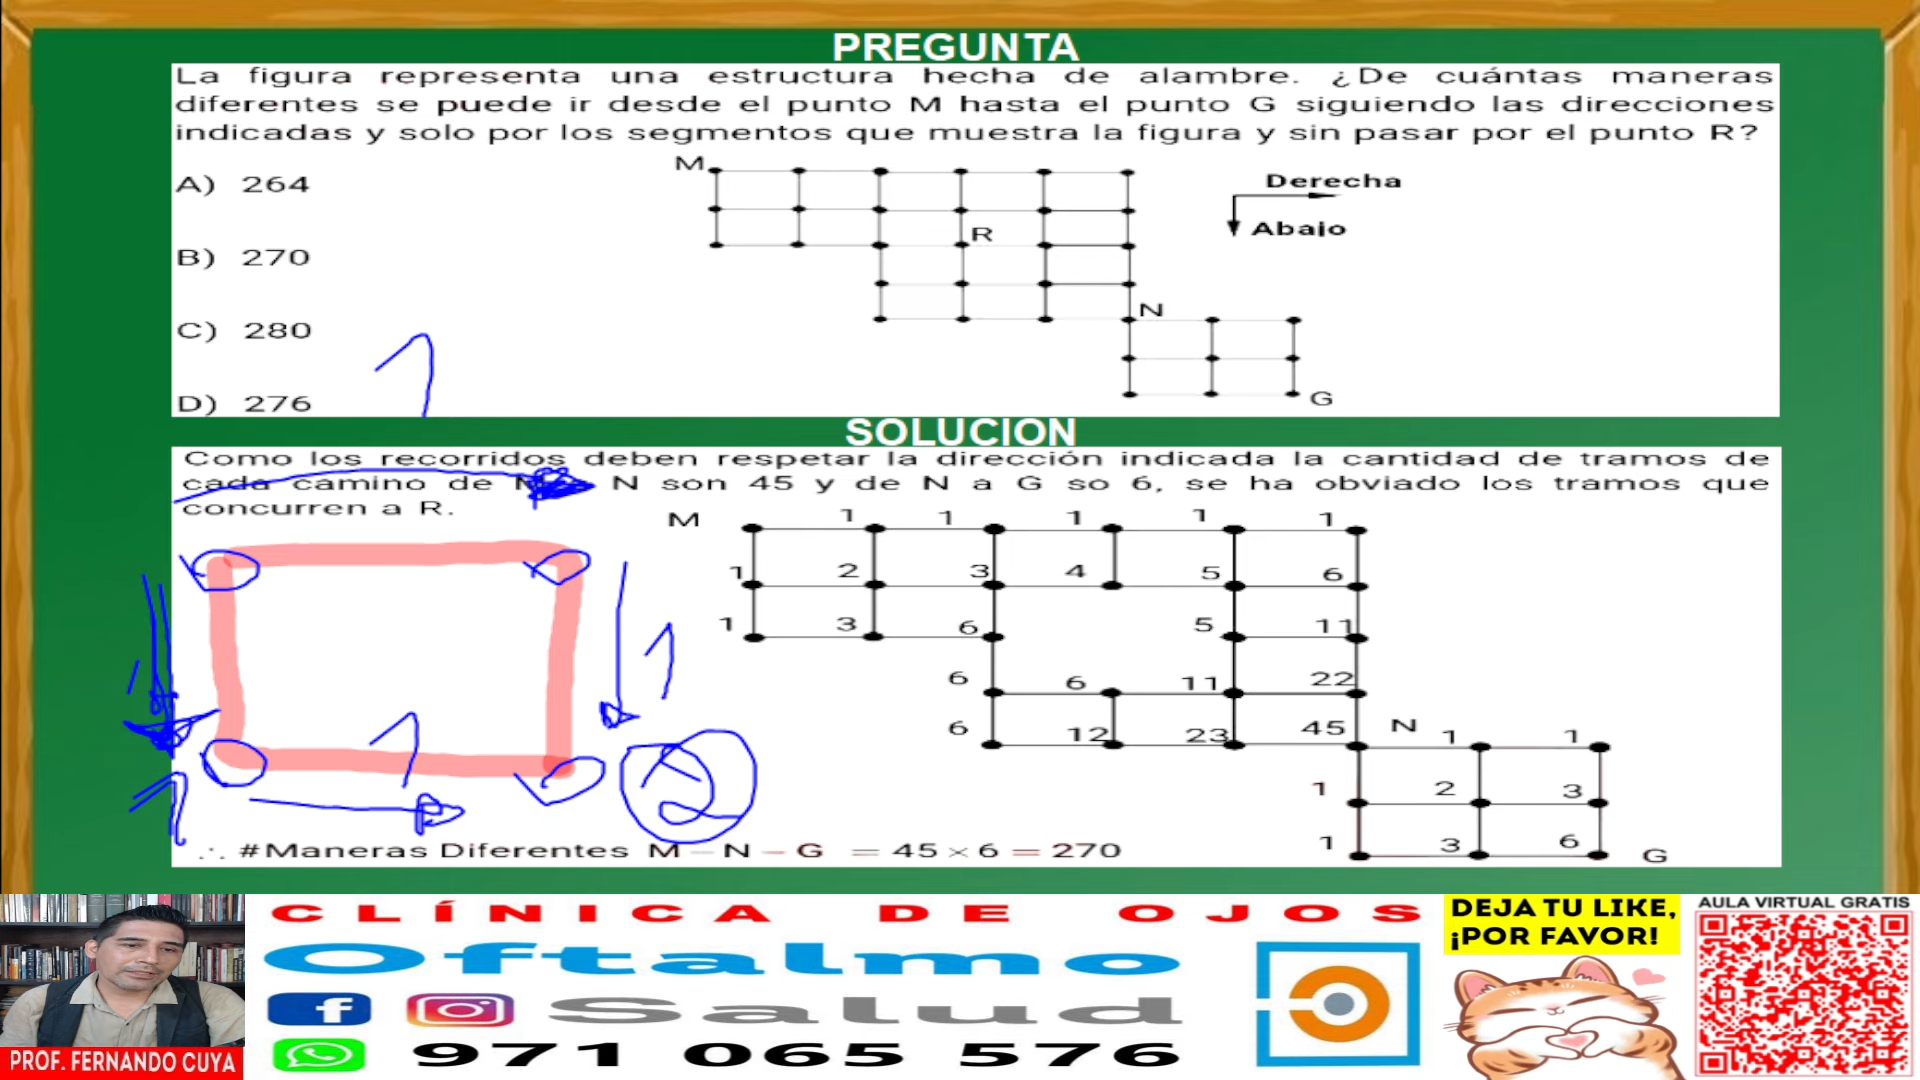 PREGUNTA
La figura representa una estructura hecha de alambre. ¿De cuántas maneras
diferentes se puede ir desde el punto M hasta el punto G siguiendo las direcciones
indicadas y solo por los segmentos que muestra la figura y sin pasar por el punto R?
M
A) 264
Derecha
R
Abajo
B) 270
N
C) 280
1
D) 276
G
SOLUCION
Como los recorridos deben respetar la dirección indicada la cantidad de tramos de
cada camino de N son 45 y de N a G so 6, se ha obviado los tramos que
concurren a R.
M 1 1 1 1 1
1 2 3 4 5 6
1 3 6 5 11
6 6 11 22
6 12 23 45 N 1 1
1 2 3
1 3 6 G
1
1
1
2
∴ #Maneras Diferentes M – N – G = 45 × 6 = 270
CLÍNICA DE OJOS
Oftalmo
Salud
971 065 576
DEJA TU LIKE,
¡POR FAVOR!
AULA VIRTUAL GRATIS
PROF. FERNANDO CUYA